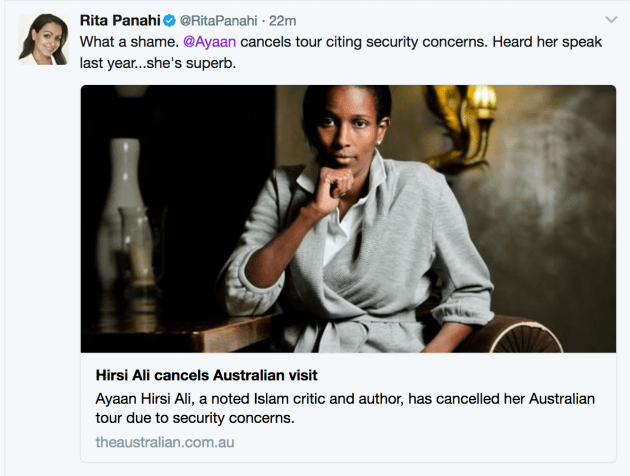 Rita Panahi @RitaPanahi · 22m
What a shame. @Ayaan cancels tour citing security concerns. Heard her speak
last year...she's superb.
Hirsi Ali cancels Australian visit
Ayaan Hirsi Ali, a noted Islam critic and author, has cancelled her Australian
tour due to security concerns.
theaustralian.com.au